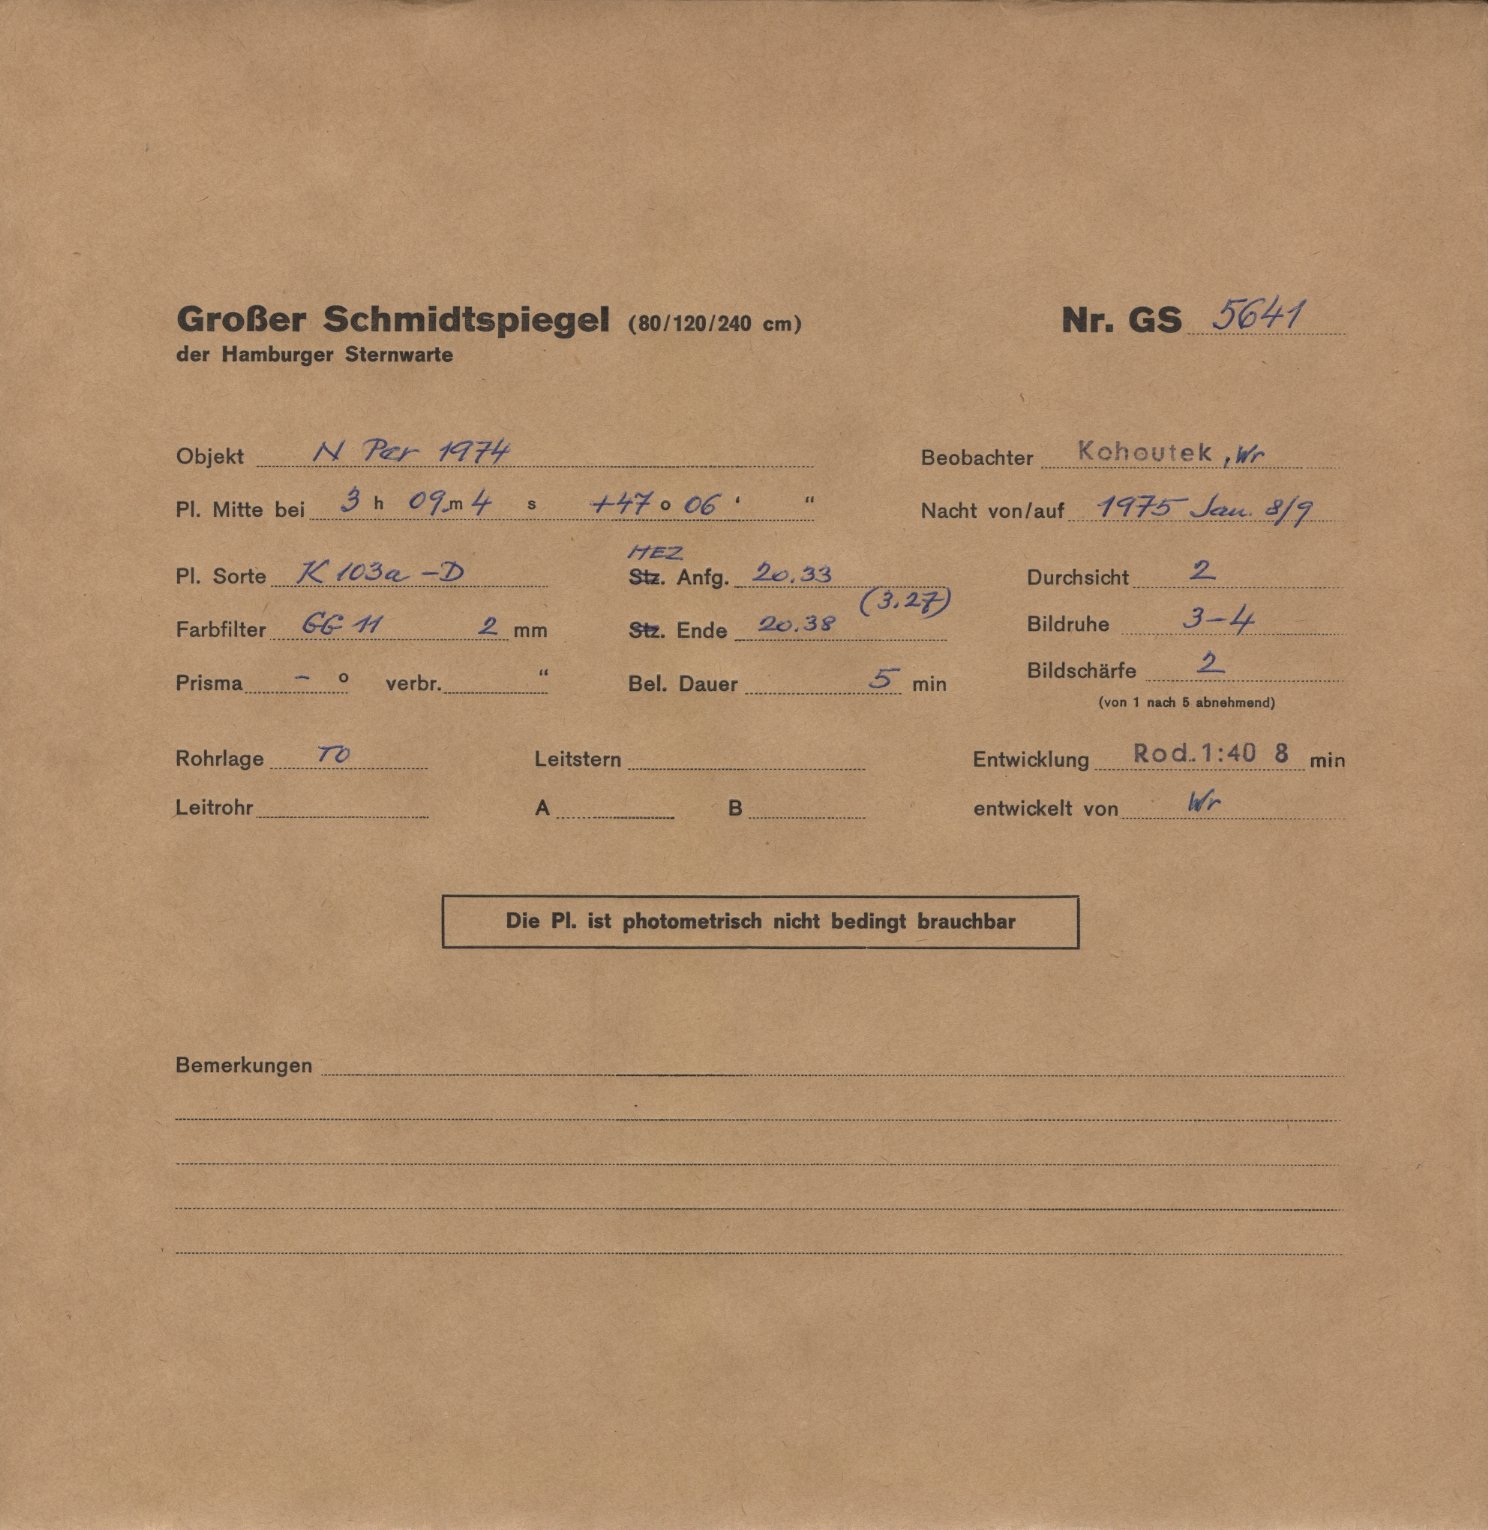 Großer Schmidtspiegel (80/120/240 cm) Nr. GS 5641
der Hamburger Sternwarte
Objekt N Per 1974 Beobachter Kohoutek, Wr
Pl. Mitte bei 3 h 09. m 4 s +47 o 06 ' " Nacht von/auf 1975 Jan. 8/9
MEZ
Pl. Sorte K 103a -D Stz. Anfg. 20.33 Durchsicht 2
(3.27)
Farbfilter GG 11 2 mm Stz. Ende 20.38 Bildruhe 3-4
Prisma - o verbr. " Bel. Dauer 5 min Bildschärfe 2
(von 1 nach 5 abnehmend)
Rohrlage TO Leitstern Entwicklung Rod. 1:40 8 min
Leitrohr A B entwickelt von Wr
Die Pl. ist photometrisch nicht bedingt brauchbar
Bemerkungen